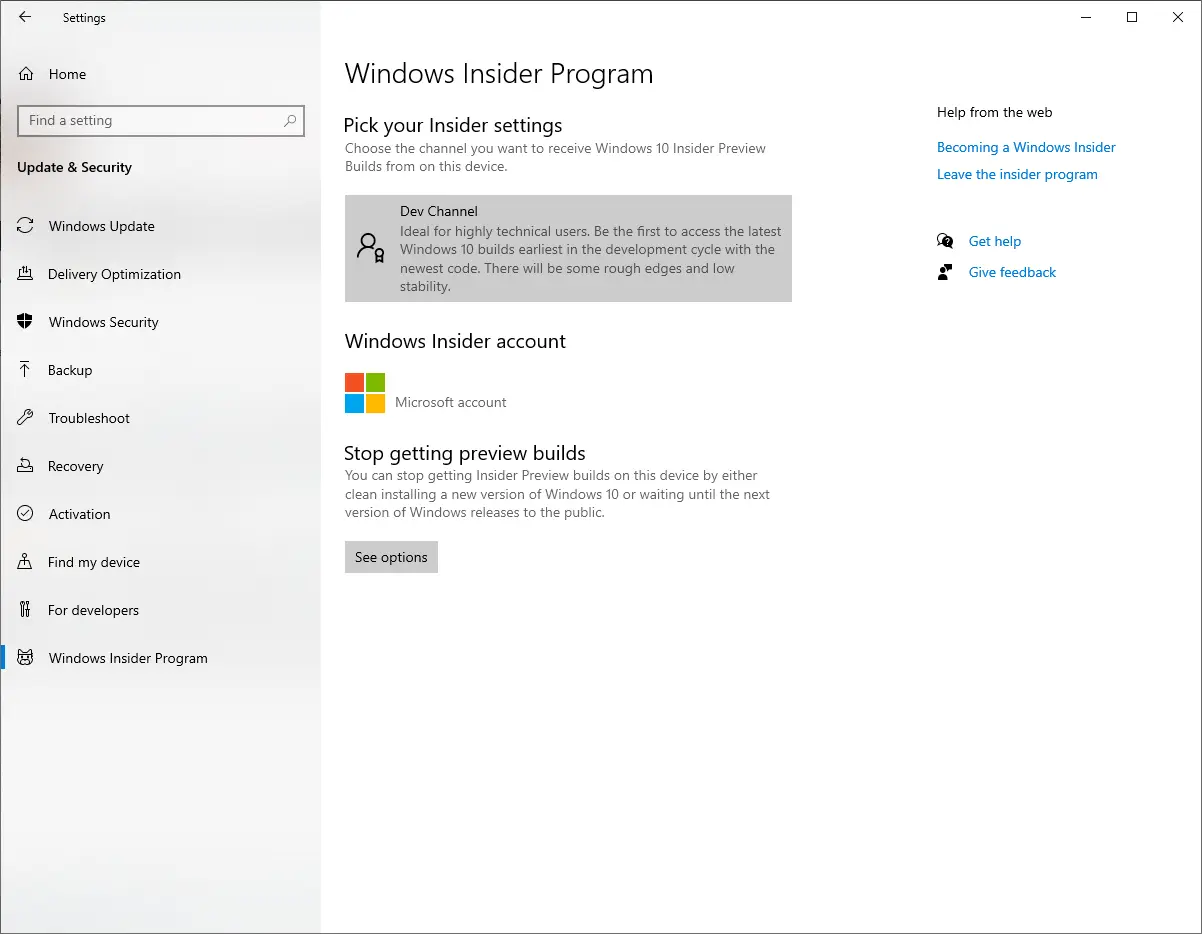 Settings
Home
Find a setting
Update & Security
Windows Update
Delivery Optimization
Windows Security
Backup
Troubleshoot
Recovery
Activation
Find my device
For developers
Windows Insider Program
Windows Insider Program
Pick your Insider settings
Choose the channel you want to receive Windows 10 Insider Preview
Builds from on this device.
Dev Channel
Ideal for highly technical users. Be the first to access the latest
Windows 10 builds earliest in the development cycle with the
newest code. There will be some rough edges and low
stability.
Windows Insider account
Microsoft account
Stop getting preview builds
You can stop getting Insider Preview builds on this device by either
clean installing a new version of Windows 10 or waiting until the next
version of Windows releases to the public.
See options
Help from the web
Becoming a Windows Insider
Leave the insider program
Get help
Give feedback